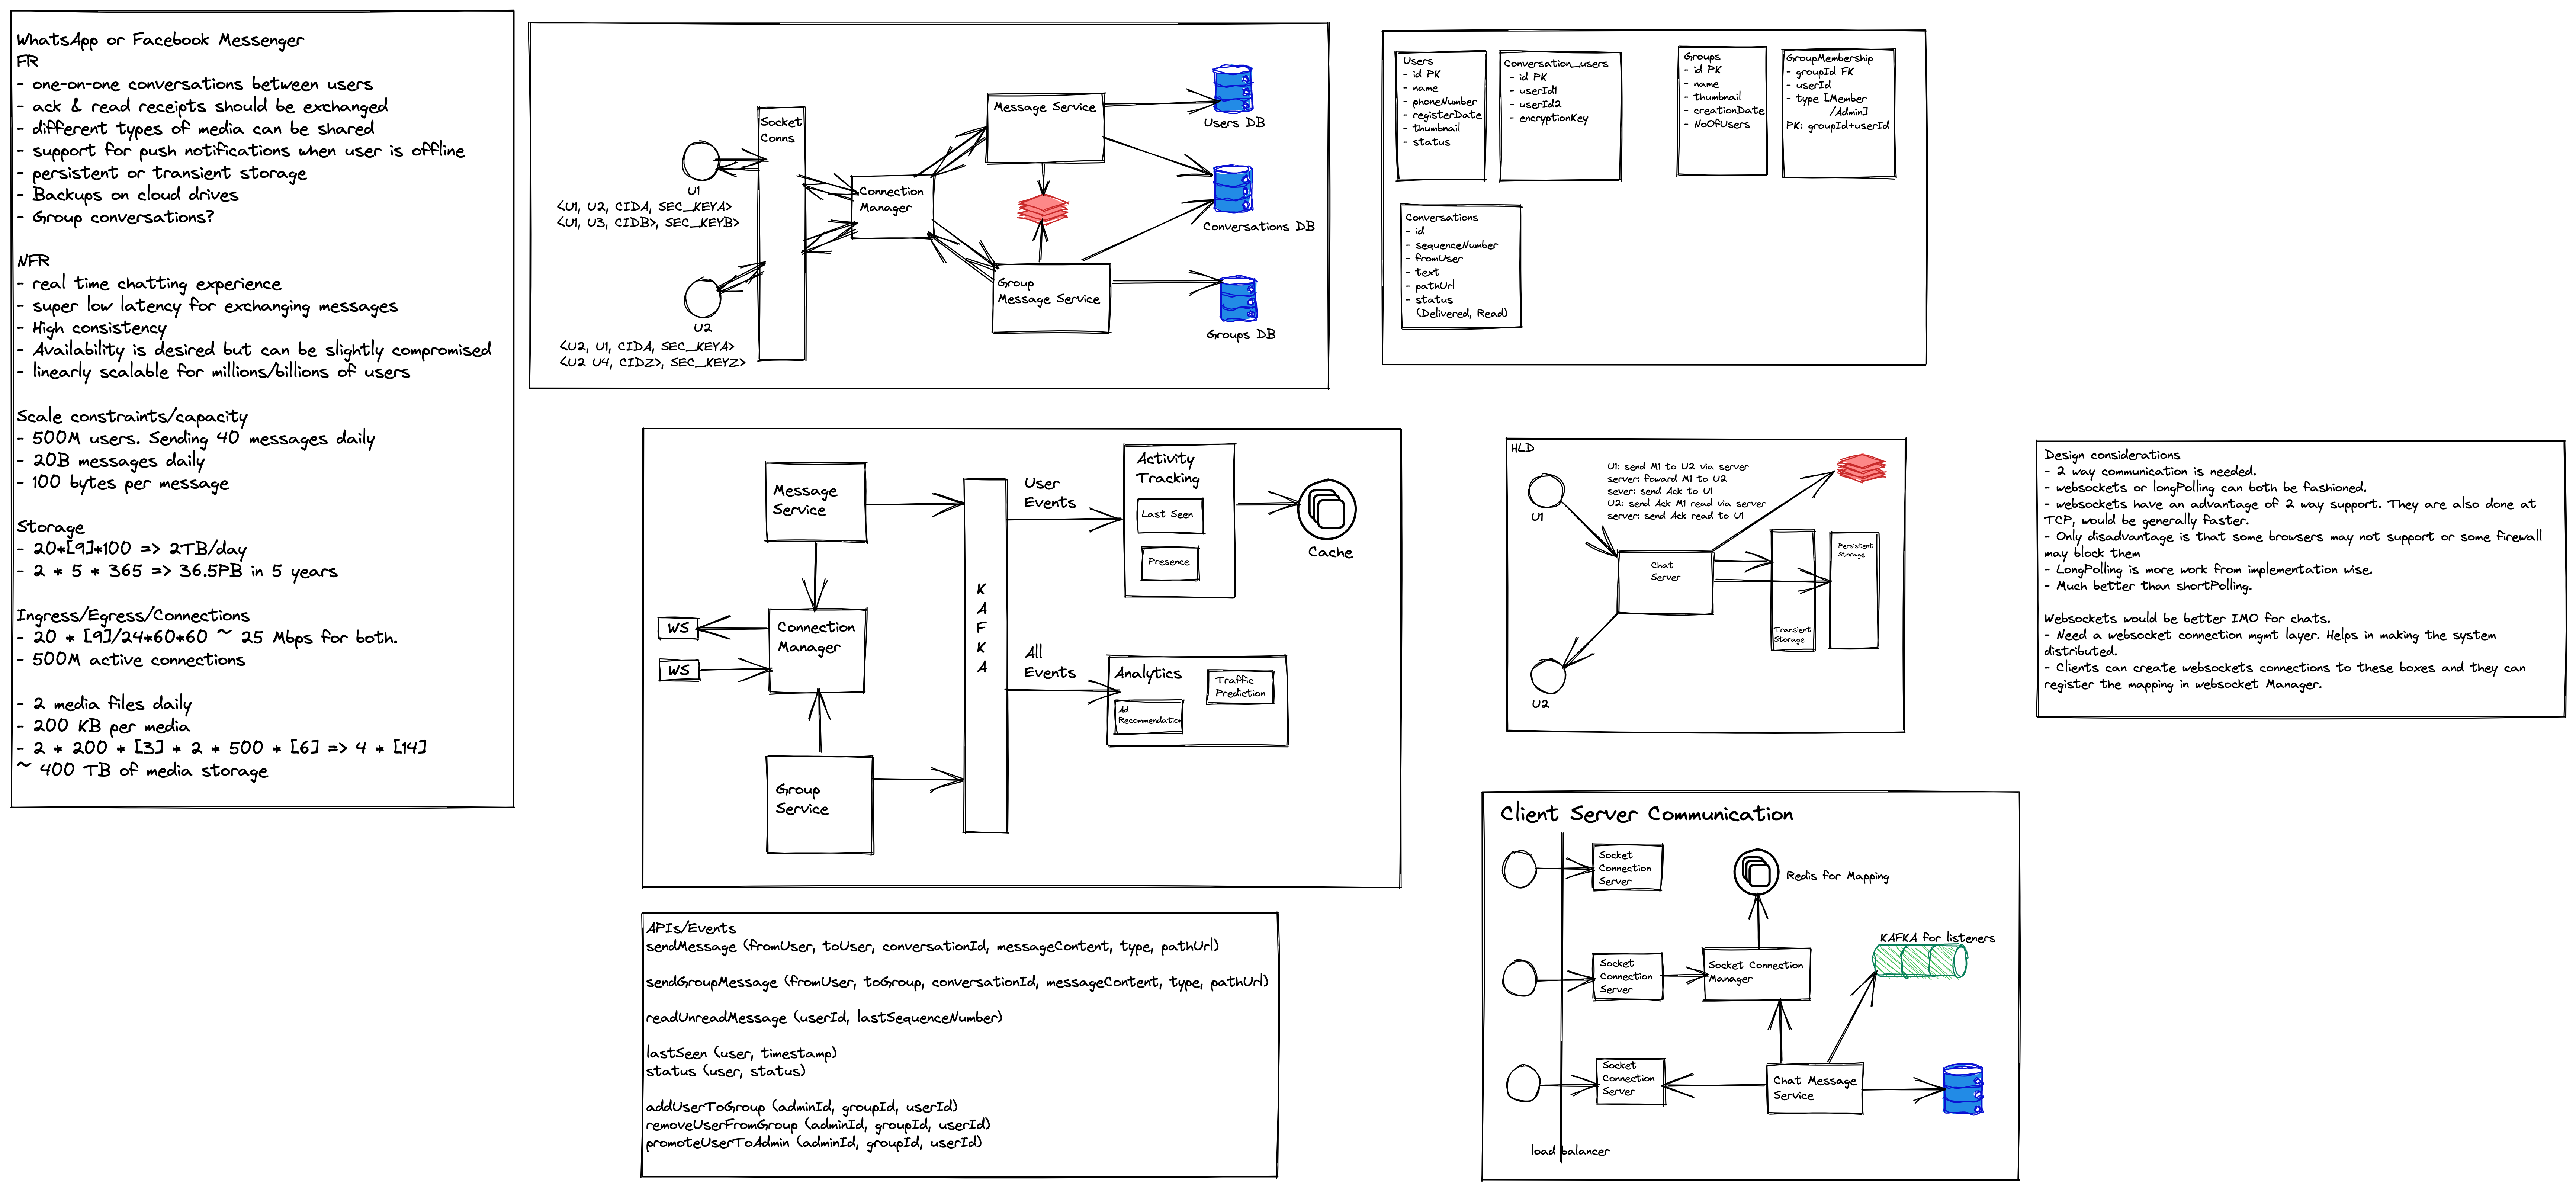 WhatsApp or Facebook Messenger
FR
- one-on-one conversations between users
- ack & read receipts should be exchanged
- different types of media can be shared
- support for push notifications when user is offline
- persistent or transient storage
- Backups on cloud drives
- Group conversations?
NFR
- real time chatting experience
- super low latency for exchanging messages
- High consistency
- Availability is desired but can be slightly compromised
- linearly scalable for millions/billions of users
Scale constraints/capacity
- 500M users. Sending 40 messages daily
- 20B messages daily
- 100 bytes per message
Storage
- 20*[9]*100 => 2TB/day
- 2 * 5 * 365 => 36.5PB in 5 years
Ingress/Egress/Connections
- 20 * [9]/24*60*60 ~ 25 Mbps for both.
- 500M active connections
- 2 media files daily
- 200 KB per media
- 2 * 200 * [3] * 2 * 500 * [6] => 4 * [14]
~ 400 TB of media storage
Socket
Conns
U1
<U1, U2, CIDA, SEC_KEYA>
<U1, U3, CIDB>, SEC_KEYB>
U2
<U2, U1, CIDA, SEC_KEYA>
<U2 U4, CIDZ>, SEC_KEYZ>
Connection
Manager
Message Service
Group
Message Service
Users DB
Conversations DB
Groups DB
Users
- id PK
- name
- phoneNumber
- registerDate
- thumbnail
- status
Conversation_users
- id PK
- userId1
- userId2
- encryptionKey
Groups
- id PK
- name
- thumbnail
- creationDate
- NoOfUsers
GroupMembership
- groupId FK
- userId
- type [Member
/Admin]
PK: groupId+userId
Conversations
- id
- sequenceNumber
- fromUser
- text
- pathUrl
- status
(Delivered, Read)
Message
Service
WS
WS
Connection
Manager
Group
Service
K
A
F
K
A
User
Events
All
Events
Activity
Tracking
Last Seen
Presence
Cache
Analytics
Traffic
Prediction
Ad
Recommendation
HLD
U1
U1: send M1 to U2 via server
server: foward M1 to U2
sever: send Ack to U1
U2: send Ack M1 read via server
server: send Ack read to U1
Chat
Server
Transient
Storage
Persistent
Storage
U2
Design considerations
- 2 way communication is needed.
- websockets or longPolling can both be fashioned.
- websockets have an advantage of 2 way support. They are also done at
TCP, would be generally faster.
- Only disadvantage is that some browsers may not support or some firewall
may block them
- LongPolling is more work from implementation wise.
- Much better than shortPolling.
Websockets would be better IMO for chats.
- Need a websocket connection mgmt layer. Helps in making the system
distributed.
- Clients can create websockets connections to these boxes and they can
register the mapping in websocket Manager.
APIs/Events
sendMessage (fromUser, toUser, conversationId, messageContent, type, pathUrl)
sendGroupMessage (fromUser, toGroup, conversationId, messageContent, type, pathUrl)
readUnreadMessage (userId, lastSequenceNumber)
lastSeen (user, timestamp)
status (user, status)
addUserToGroup (adminId, groupId, userId)
removeUserFromGroup (adminId, groupId, userId)
promoteUserToAdmin (adminId, groupId, userId)
Client Server Communication
Socket
Connection
Server
Socket
Connection
Server
Socket
Connection
Server
Redis for Mapping
Socket Connection
Manager
KAFKA for listeners
Chat Message
Service
load balancer